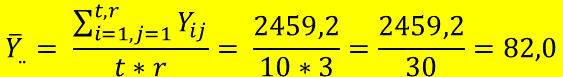 Ȳ.. = ∑^{t,r}_{i=1,j=1} Y_{ij} / t * r = 2459,2 / 10 * 3 = 2459,2 / 30 = 82,0